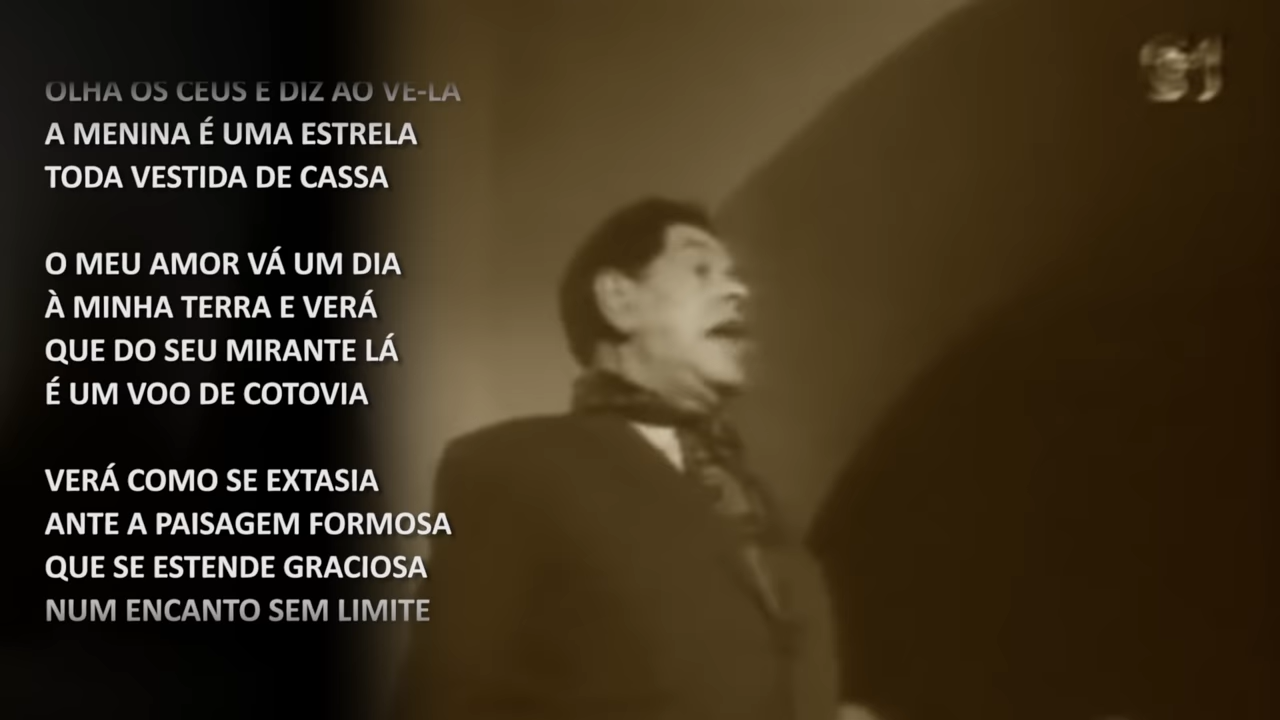 OLHA OS CEUS E DIZ AO VE-LA
A MENINA É UMA ESTRELA
TODA VESTIDA DE CASSA
O MEU AMOR VÁ UM DIA
À MINHA TERRA E VERÁ
QUE DO SEU MIRANTE LÁ
É UM VOO DE COTOVIA
VERÁ COMO SE EXTASIA
ANTE A PAISAGEM FORMOSA
QUE SE ESTENDE GRACIOSA
NUM ENCANTO SEM LIMITE